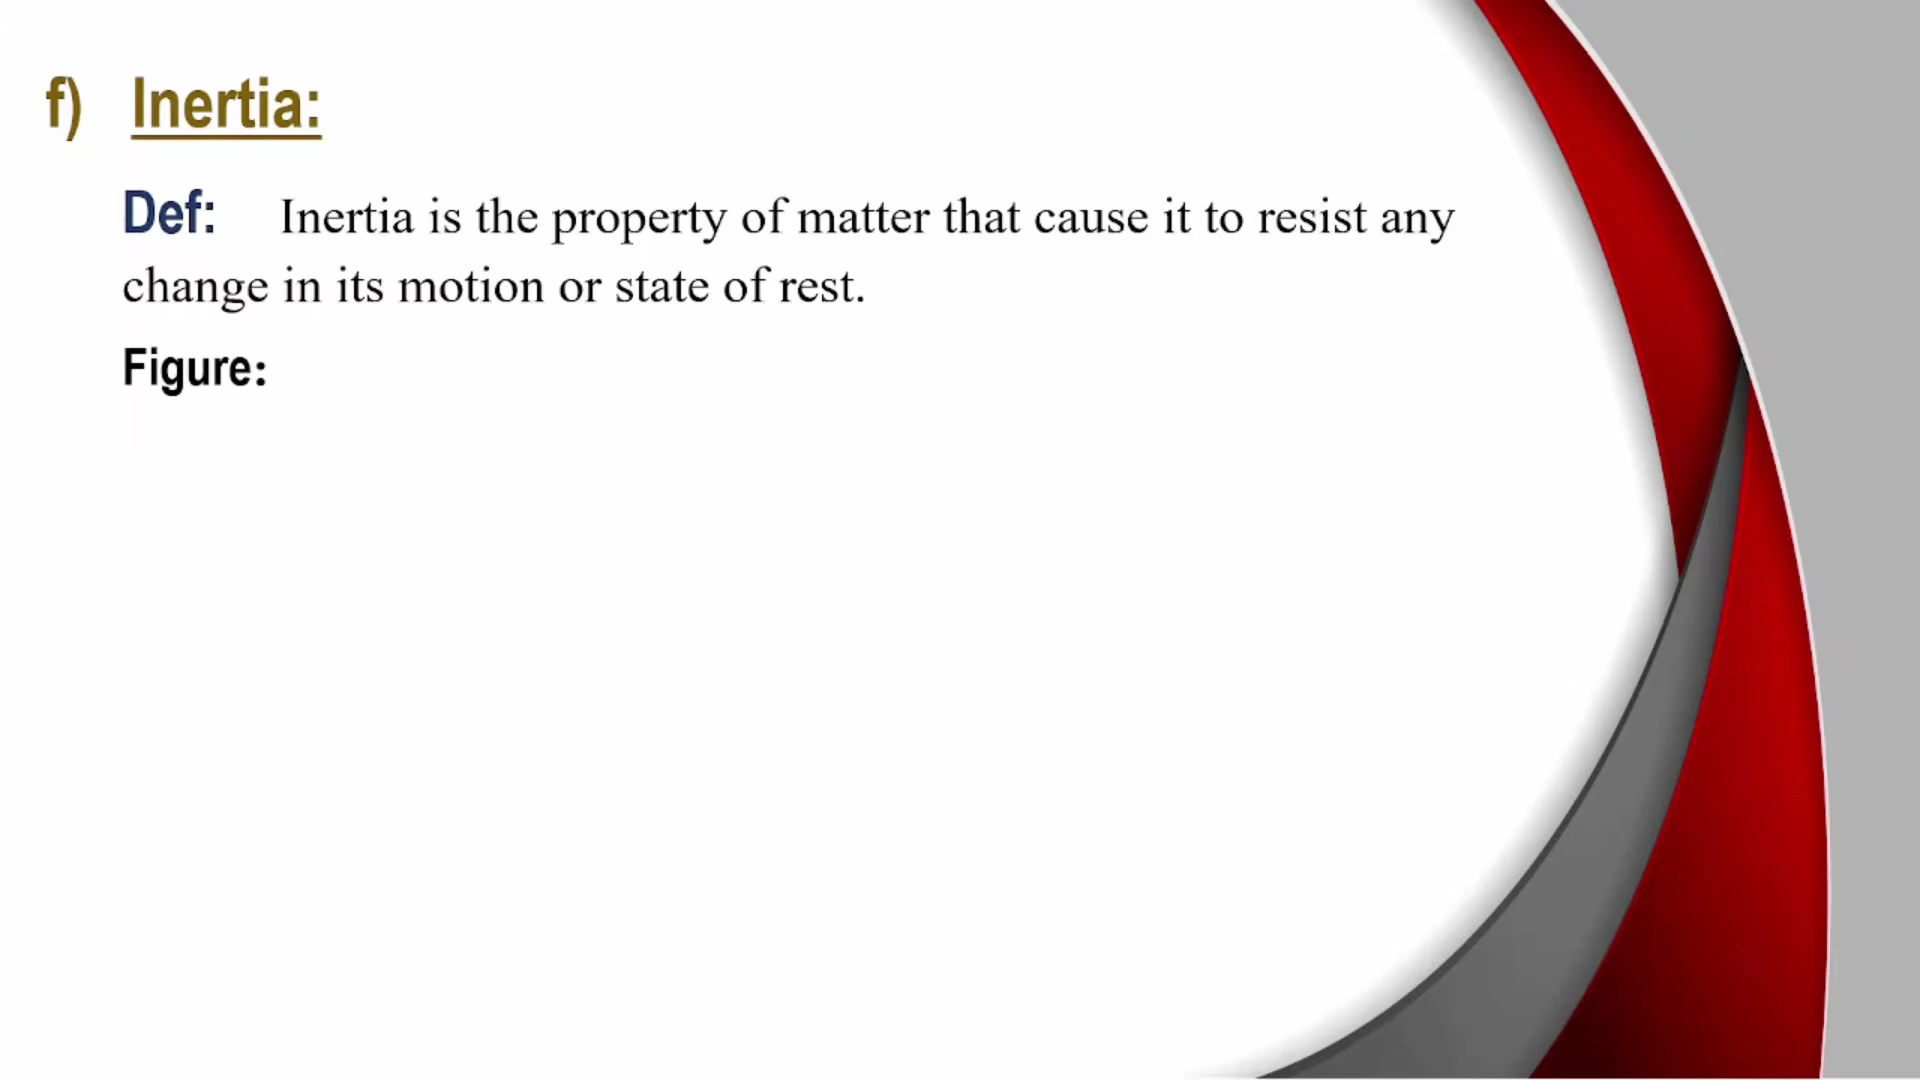 f) Inertia:
Def: Inertia is the property of matter that cause it to resist any
change in its motion or state of rest.
Figure: